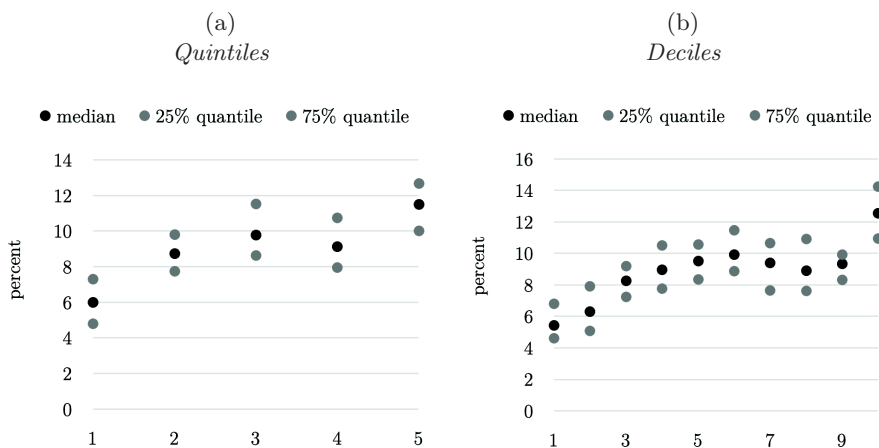 (a)
Quintiles
median 25% quantile 75% quantile
percent
14
12
10
8
6
4
2
0
1 2 3 4 5
(b)
Deciles
median 25% quantile 75% quantile
percent
16
14
12
10
8
6
4
2
0
1 3 5 7 9